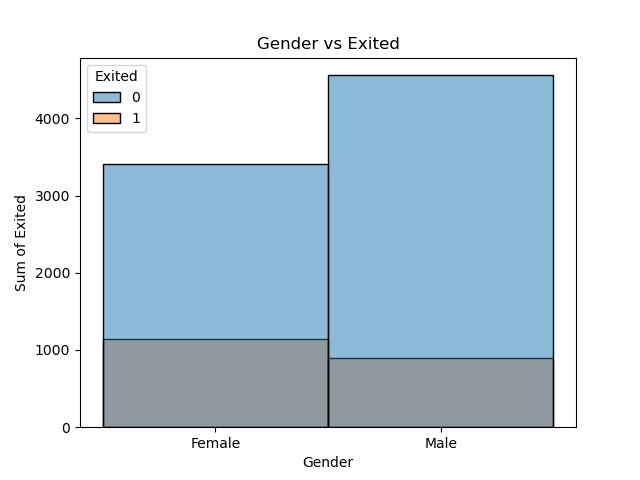 Gender vs Exited
Exited
0
1
4000
3000
2000
1000
0
Sum of Exited
Female
Male
Gender